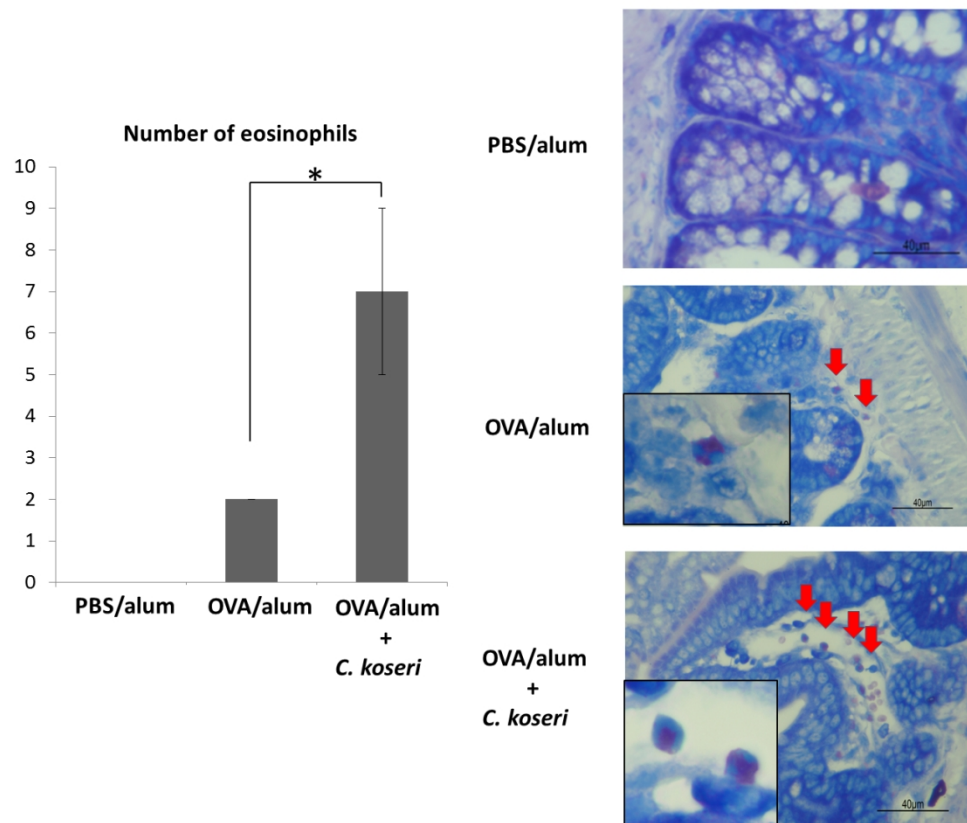 Number of eosinophils
10
9
8
7
6
5
4
3
2
1
0
*
PBS/alum
OVA/alum
OVA/alum
+
C. koseri
PBS/alum
40µm
OVA/alum
40µm
OVA/alum
+
C. koseri
40µm